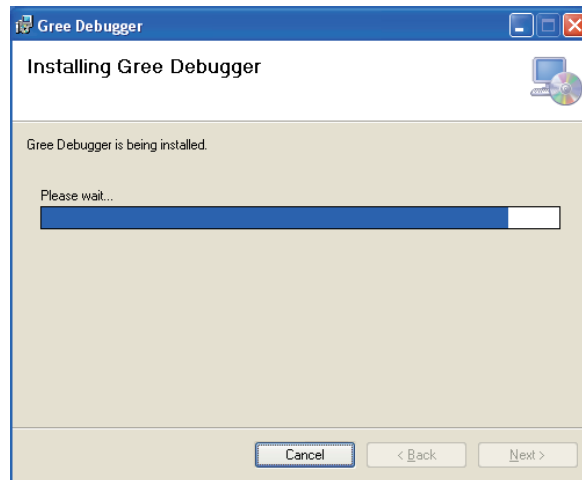 Gree Debugger
Installing Gree Debugger
Gree Debugger is being installed.
Please wait...
Cancel
< Back
Next >